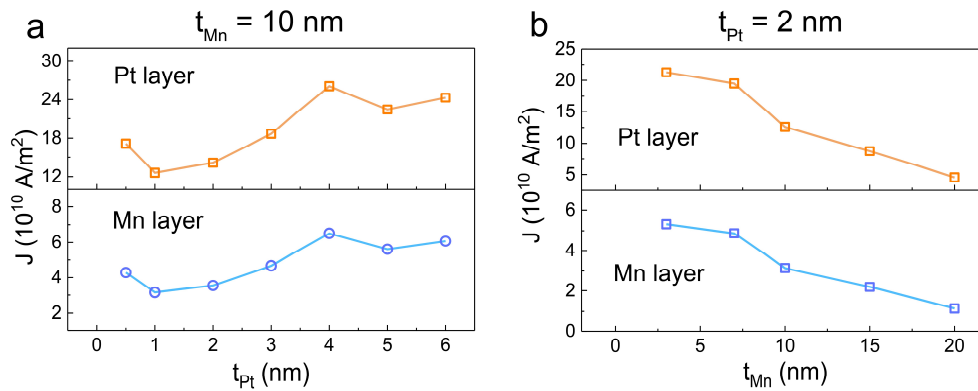 a
t_Mn = 10 nm
30
24
18
12
Pt layer
8
6
4
2
Mn layer
J (10^10 A/m^2)
0 1 2 3 4 5 6
t_Pt (nm)
b
t_Pt = 2 nm
25
20
15
10
5
Pt layer
6
4
2
0
Mn layer
J (10^10 A/m^2)
0 5 10 15 20
t_Mn (nm)